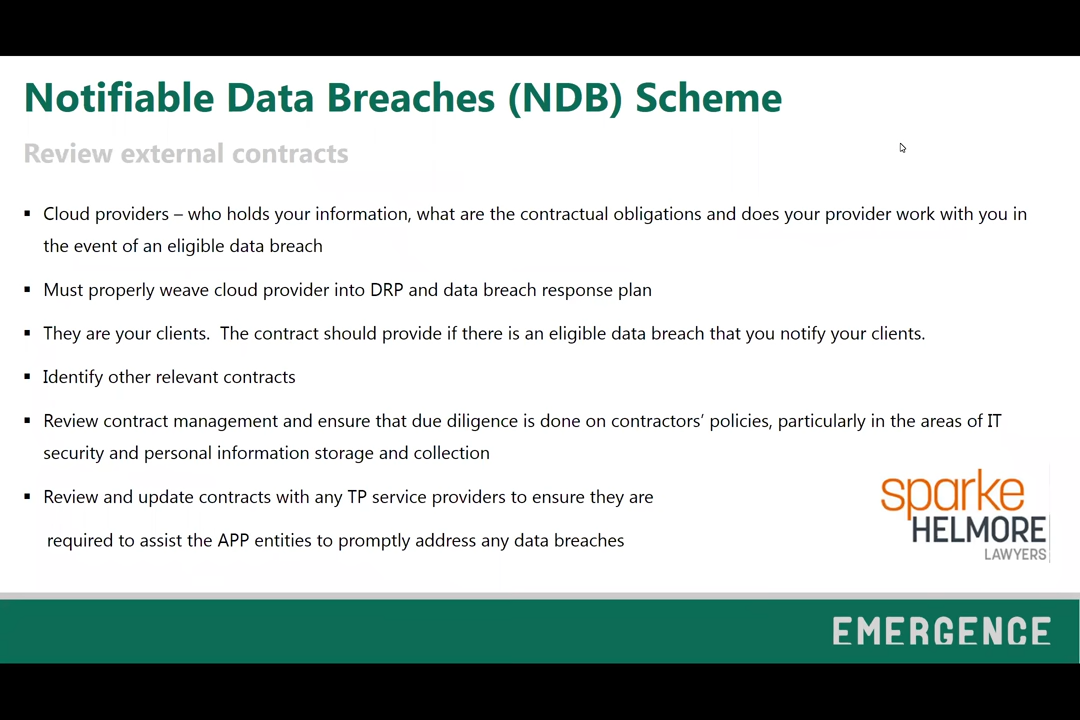 Notifiable Data Breaches (NDB) Scheme
Review external contracts
▪ Cloud providers – who holds your information, what are the contractual obligations and does your provider work with you in
the event of an eligible data breach
▪ Must properly weave cloud provider into DRP and data breach response plan
▪ They are your clients.  The contract should provide if there is an eligible data breach that you notify your clients.
▪ Identify other relevant contracts
▪ Review contract management and ensure that due diligence is done on contractors’ policies, particularly in the areas of IT
security and personal information storage and collection
▪ Review and update contracts with any TP service providers to ensure they are
required to assist the APP entities to promptly address any data breaches
sparke
HELMORE
LAWYERS
EMERGENCE